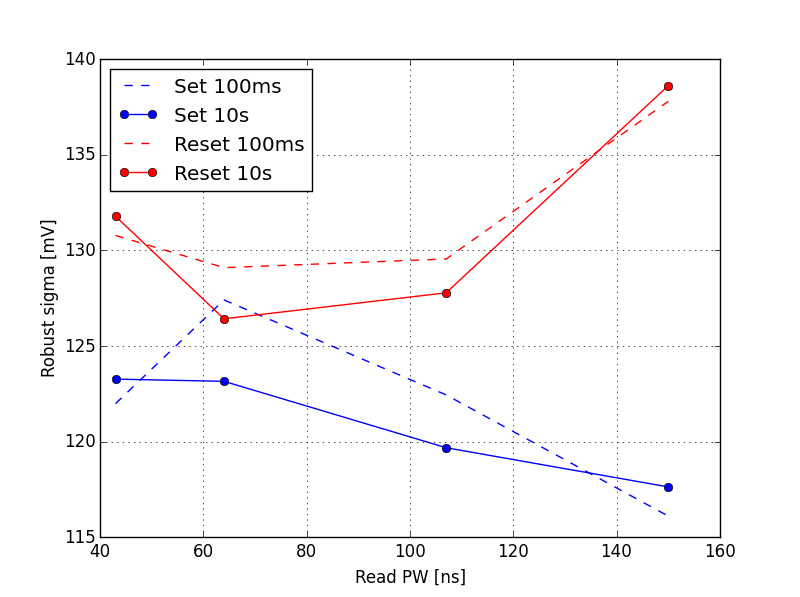 Set 100ms
Set 10s
Reset 100ms
Reset 10s
140
135
130
125
120
115
Robust sigma [mV]
40 60 80 100 120 140 160
Read PW [ns]